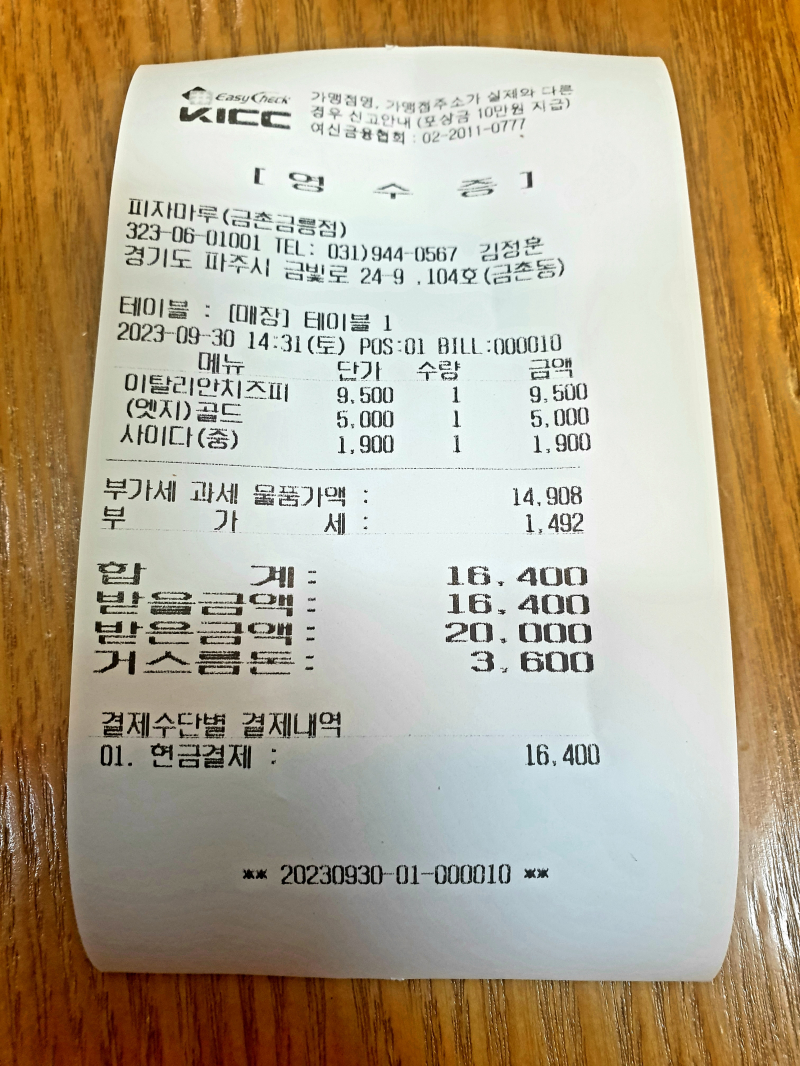 EasyCheck
KICC
가맹점명, 가맹점주소가 실제와 다른
경우 신고안내 (포상금 10만원 지급)
여신금융협회 : 02-2011-0777
[ 영 수 증 ]
피자마루(금촌금릉점)
323-06-01001 TEL: 031)944-0567 김정훈
경기도 파주시 금빛로 24-9 ,104호(금촌동)
테이블 : [매장] 테이블 1
2023-09-30 14:31(토) POS:01 BILL:000010
메뉴 단가 수량 금액
이탈리안치즈피 9,500 1 9,500
(엣지)골드 5,000 1 5,000
사이다(중) 1,900 1 1,900
부가세 과세 물품가액 : 14,908
부 가 세 : 1,492
합 계 : 16,400
받을금액 : 16,400
받은금액 : 20,000
거스름돈 : 3,600
결제수단별 결제내역
01. 현금결제 : 16,400
** 20230930-01-000010 **